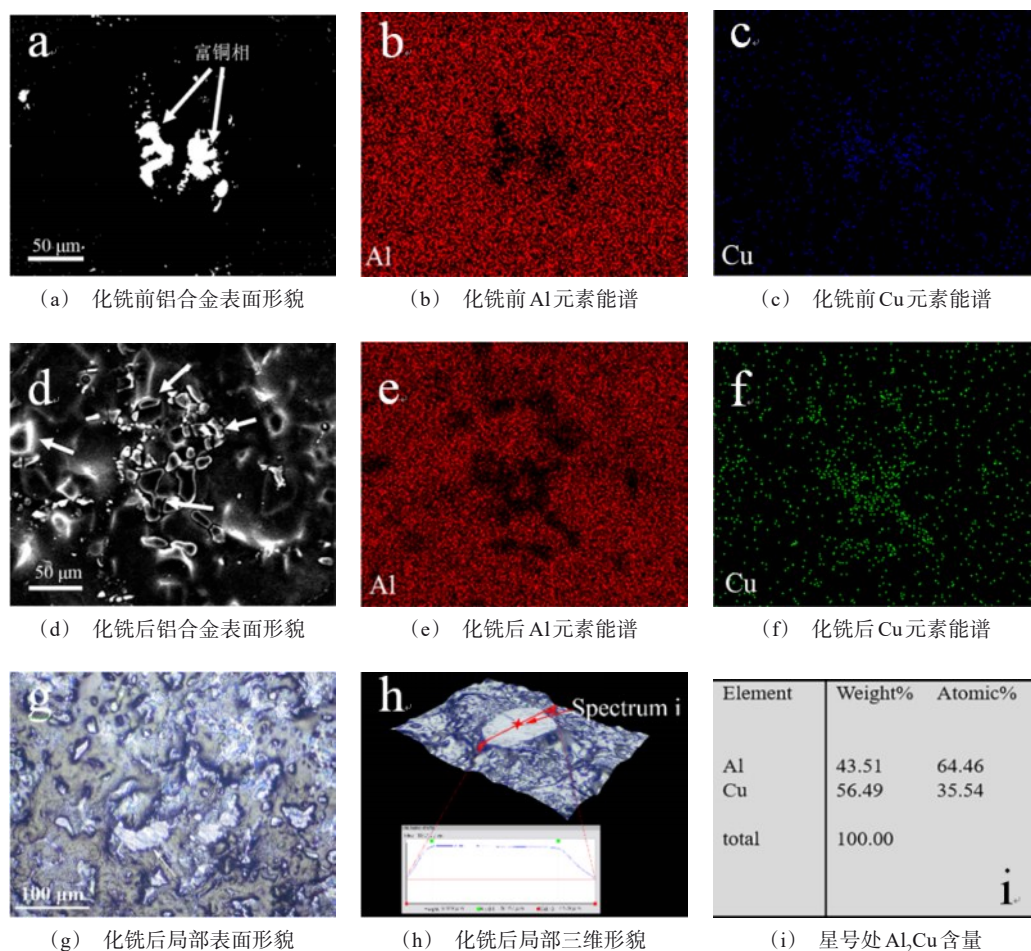 a
富铜相
50 μm
(a) 化铣前铝合金表面形貌
b
Al
(b) 化铣前Al元素能谱
c
Cu
(c) 化铣前Cu元素能谱
d
50 μm
(d) 化铣后铝合金表面形貌
e
Al
(e) 化铣后Al元素能谱
f
Cu
(f) 化铣后Cu元素能谱
g
100 μm
(g) 化铣后局部表面形貌
h
Spectrum i
(h) 化铣后局部三维形貌
Element Weight% Atomic%
Al 43.51 64.46
Cu 56.49 35.54
total 100.00
i
(i) 星号处Al,Cu含量